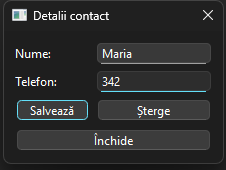 Detalii contact
Nume: Maria
Telefon: 342
Salvează Șterge
Închide